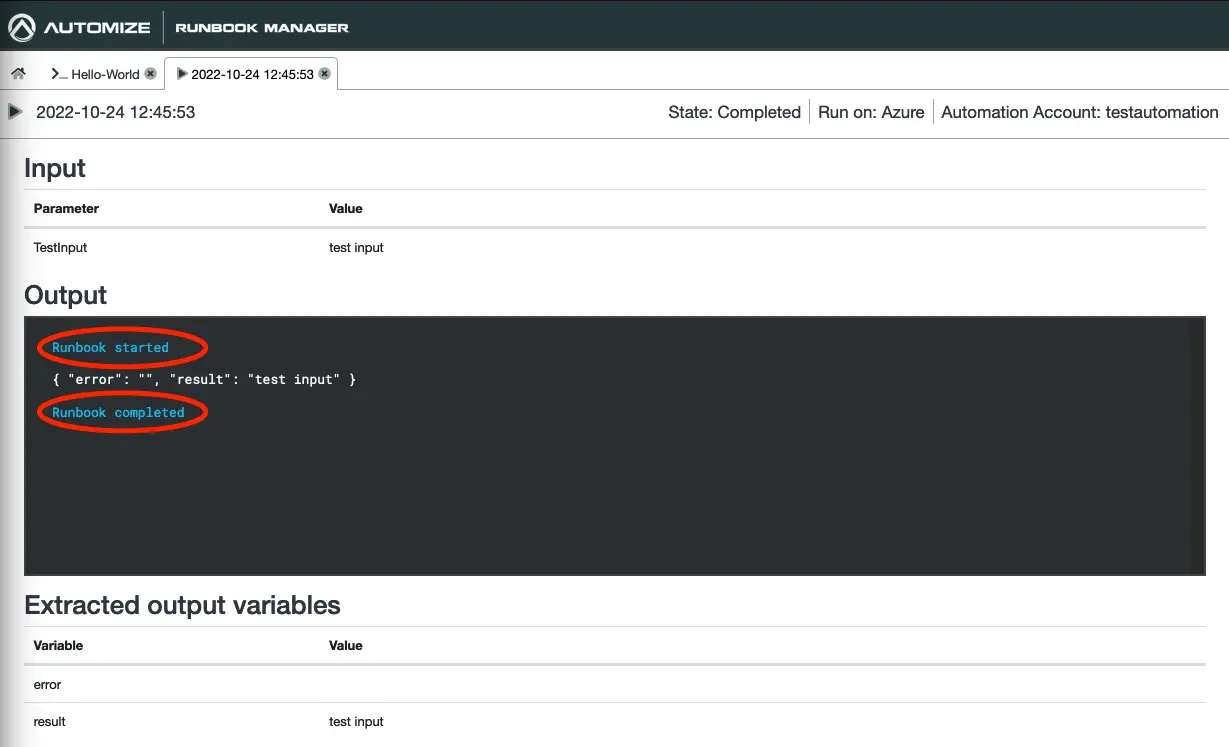 AUTOMIZE RUNBOOK MANAGER
>_ Hello-World 2022-10-24 12:45:53
2022-10-24 12:45:53 State: Completed Run on: Azure Automation Account: testautomation
Input
Parameter Value
TestInput test input
Output
Runbook started
{ "error": "", "result": "test input" }
Runbook completed
Extracted output variables
Variable Value
error
result test input